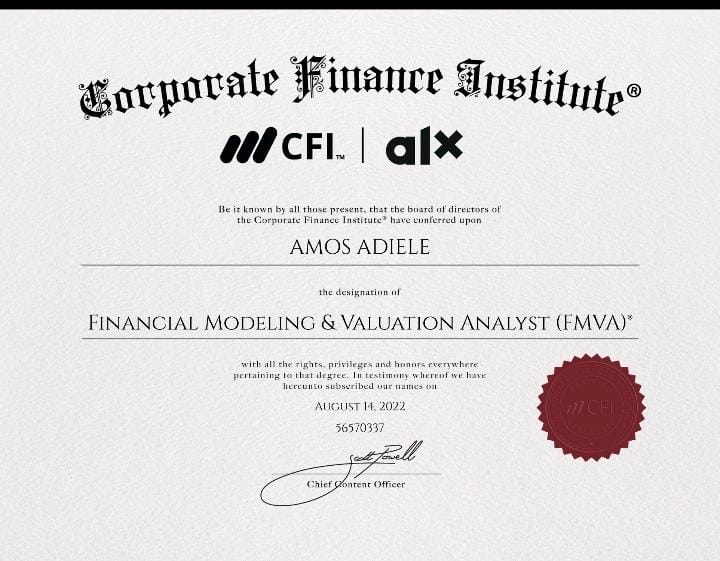 Corporate Finance Institute®
CFI™ | alx
Be it known by all those present, that the board of directors of
the Corporate Finance Institute® have conferred upon
AMOS ADIELE
the designation of
FINANCIAL MODELING & VALUATION ANALYST (FMVA)®
with all the rights, privileges and honors everywhere
pertaining to that degree. In testimony whereof we have
hereunto subscribed our names on
AUGUST 14, 2022
56570337
Scott Powell
Chief Content Officer
CFI